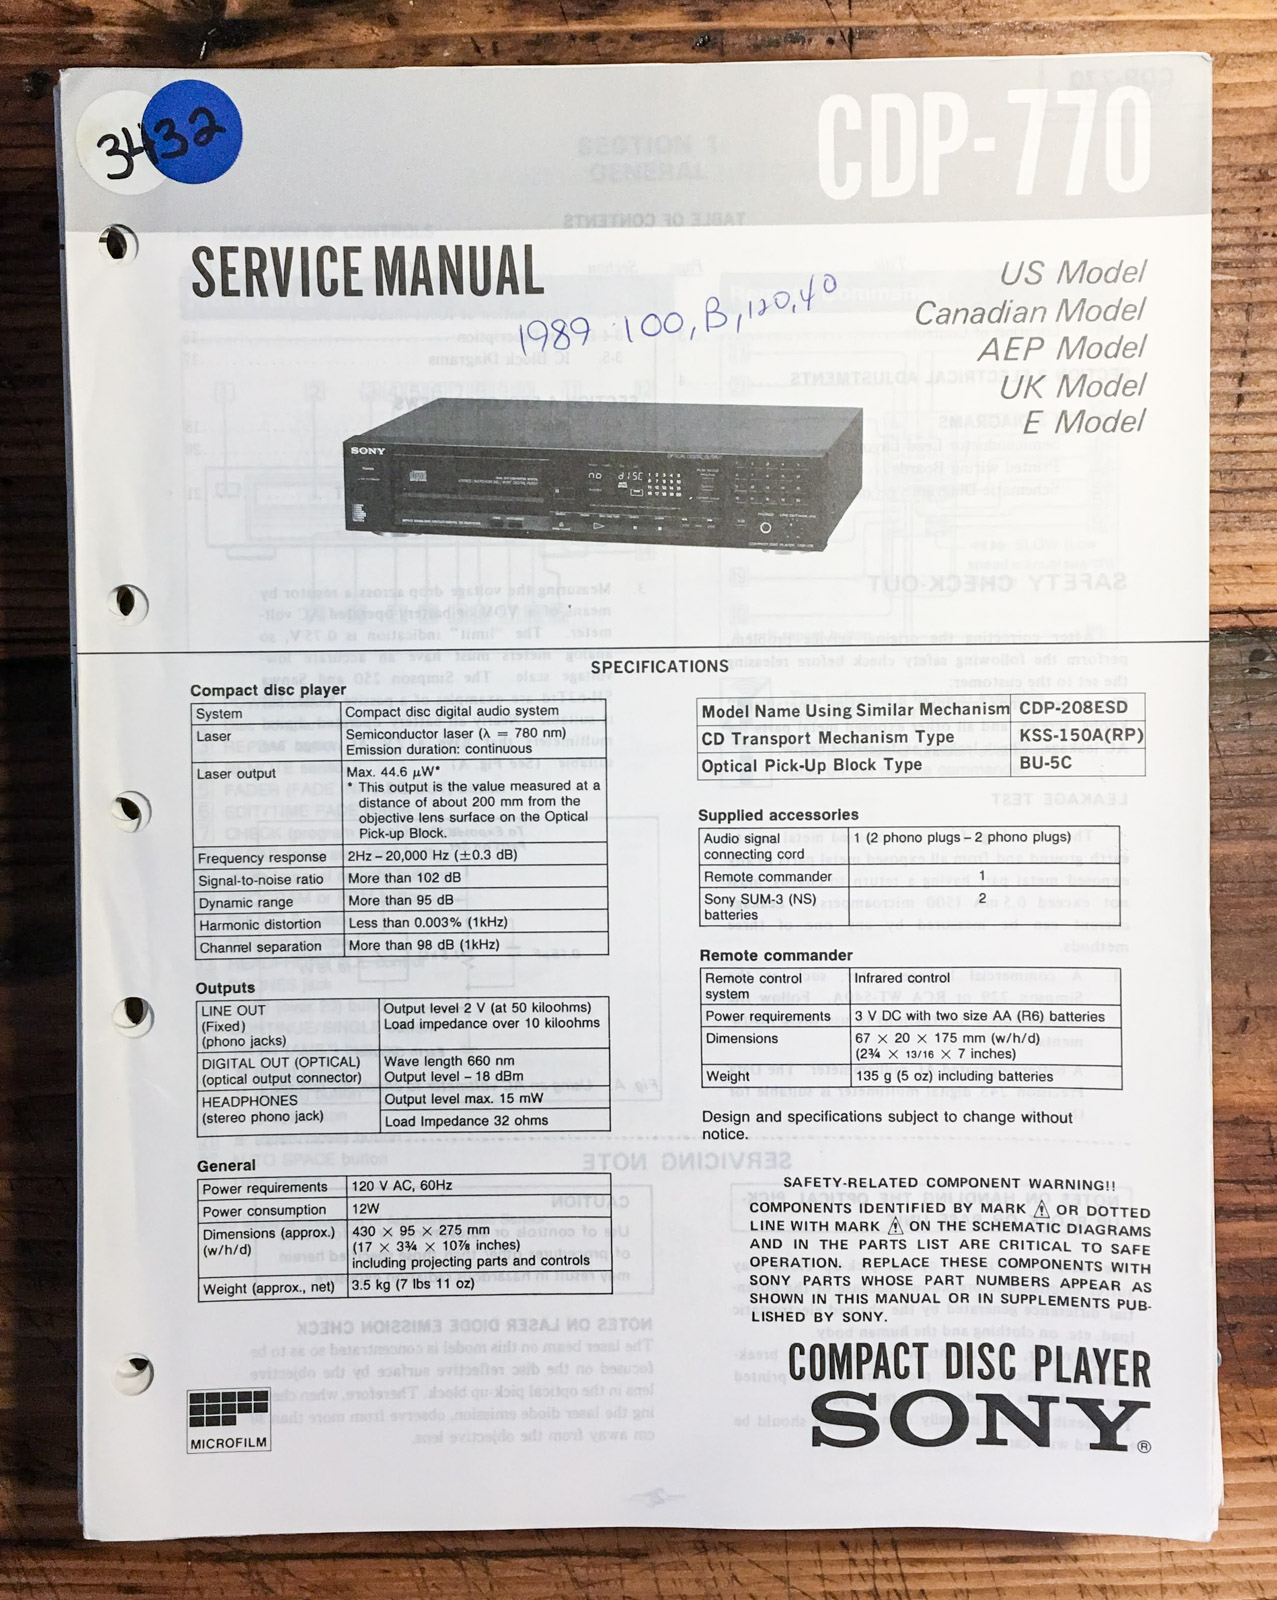 3432
CDP-770
SERVICE MANUAL
1989 100, B, 120, 40
US Model
Canadian Model
AEP Model
UK Model
E Model
SONY
no disc
SPECIFICATIONS
Compact disc player
System Compact disc digital audio system
Laser Semiconductor laser (λ = 780 nm)
Emission duration: continuous
Laser output Max. 44.6 μW*
* This output is the value measured at a
distance of about 200 mm from the
objective lens surface on the Optical
Pick-up Block.
Frequency response 2Hz – 20,000 Hz (±0.3 dB)
Signal-to-noise ratio More than 102 dB
Dynamic range More than 95 dB
Harmonic distortion Less than 0.003% (1kHz)
Channel separation More than 98 dB (1kHz)
Outputs
LINE OUT Output level 2 V (at 50 kiloohms)
(Fixed) Load impedance over 10 kiloohms
(phono jacks)
DIGITAL OUT (OPTICAL) Wave length 660 nm
(optical output connector) Output level – 18 dBm
HEADPHONES Output level max. 15 mW
(stereo phono jack) Load Impedance 32 ohms
General
Power requirements 120 V AC, 60Hz
Power consumption 12W
Dimensions (approx.) 430 × 95 × 275 mm
(w/h/d) (17 × 3¾ × 10⅞ inches)
including projecting parts and controls
Weight (approx., net) 3.5 kg (7 lbs 11 oz)
MICROFILM
Model Name Using Similar Mechanism CDP-208ESD
CD Transport Mechanism Type KSS-150A(RP)
Optical Pick-Up Block Type BU-5C
Supplied accessories
Audio signal 1 (2 phono plugs – 2 phono plugs)
connecting cord
Remote commander 1
Sony SUM-3 (NS) 2
batteries
Remote commander
Remote control Infrared control
system
Power requirements 3 V DC with two size AA (R6) batteries
Dimensions 67 × 20 × 175 mm (w/h/d)
(2¾ × 13/16 × 7 inches)
Weight 135 g (5 oz) including batteries
Design and specifications subject to change without
notice.
SAFETY-RELATED COMPONENT WARNING!!
COMPONENTS IDENTIFIED BY MARK ⚠ OR DOTTED
LINE WITH MARK ⚠ ON THE SCHEMATIC DIAGRAMS
AND IN THE PARTS LIST ARE CRITICAL TO SAFE
OPERATION. REPLACE THESE COMPONENTS WITH
SONY PARTS WHOSE PART NUMBERS APPEAR AS
SHOWN IN THIS MANUAL OR IN SUPPLEMENTS PUB-
LISHED BY SONY.
COMPACT DISC PLAYER
SONY®